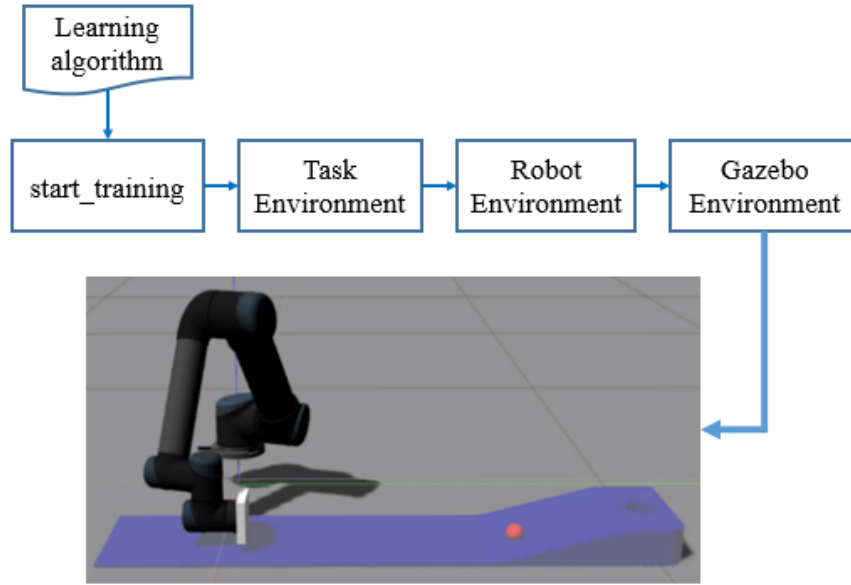 Learning
algorithm
start_training
Task
Environment
Robot
Environment
Gazebo
Environment